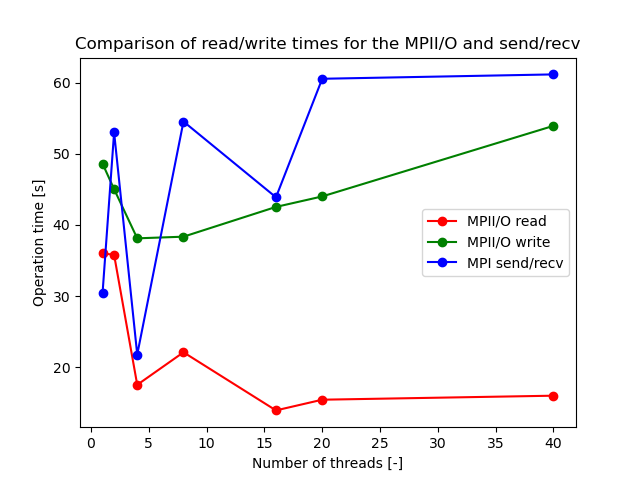 Comparison of read/write times for the MPII/O and send/recv
60
50
40
30
20
Operation time [s]
MPII/O read
MPII/O write
MPI send/recv
0 5 10 15 20 25 30 35 40
Number of threads [-]